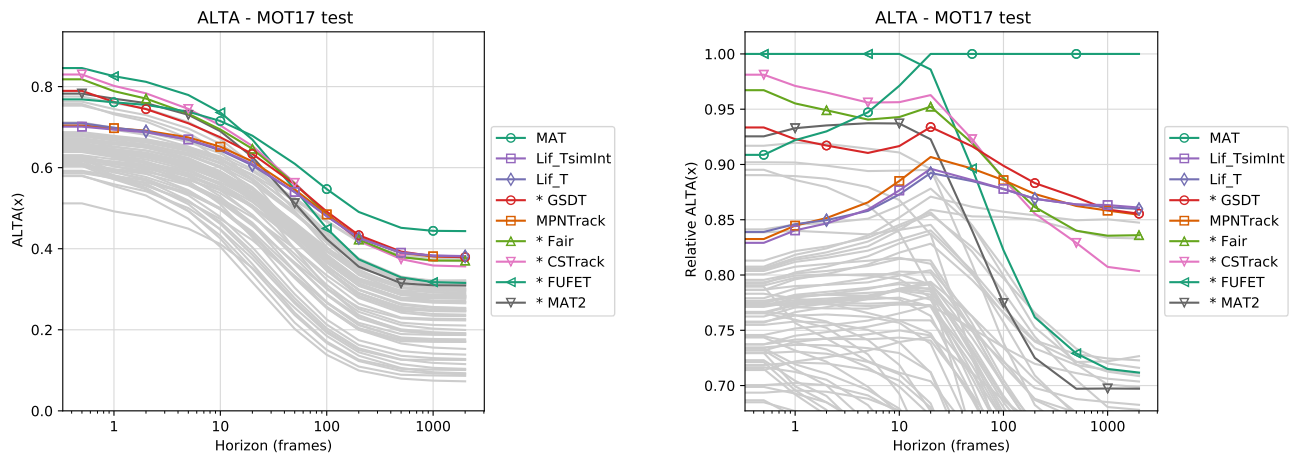 ALTA - MOT17 test
ALTA(x)
0.8
0.6
0.4
0.2
0.0
1
10
100
1000
Horizon (frames)
MAT
Lif_TsimInt
Lif_T
* GSDT
MPNTrack
* Fair
* CSTrack
* FUFET
* MAT2
ALTA - MOT17 test
Relative ALTA(x)
1.00
0.95
0.90
0.85
0.80
0.75
0.70
1
10
100
1000
Horizon (frames)
MAT
Lif_TsimInt
Lif_T
* GSDT
MPNTrack
* Fair
* CSTrack
* FUFET
* MAT2